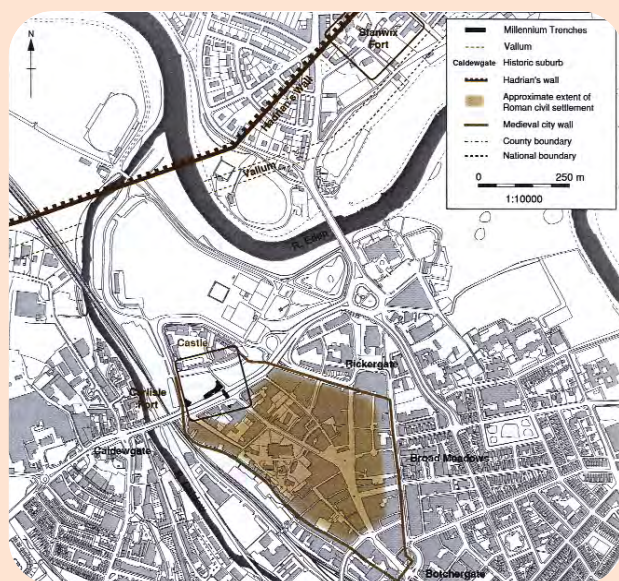 N
Stanwix
Fort
Hadrian's Wall
Vallum
R. Eden
Castle
Rickergate
Carlisle
Fort
Caldewgate
Broad Meadows
Botchergate
Millennium Trenches
Vallum
Caldewgate Historic suburb
Hadrian's wall
Approximate extent of
Roman civil settlement
Medieval city wall
County boundary
National boundary
0 250 m
1:10000